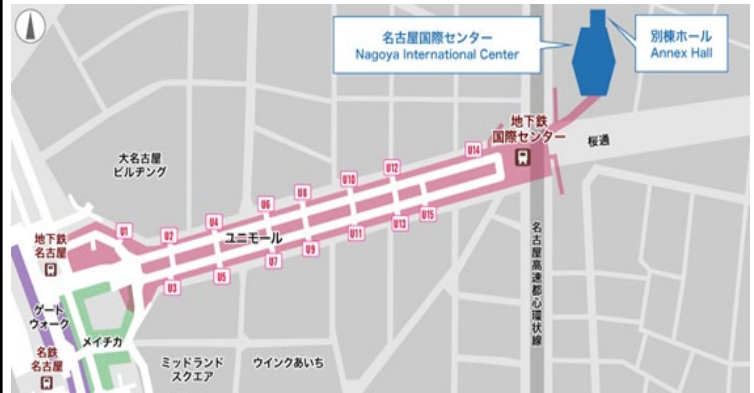 名古屋国際センター
Nagoya International Center
別棟ホール
Annex Hall
地下鉄
国際センター
桜通
大名古屋
ビルヂング
U14
U12
U10
U8
U6
U4
U2
U1
ユニモール
U15
U13
U11
U9
U7
U5
U3
地下鉄
名古屋
ゲート
ウォーク
メイチカ
名鉄
名古屋
ミッドランド
スクエア
ウインクあいち
名古屋高速都心環状線